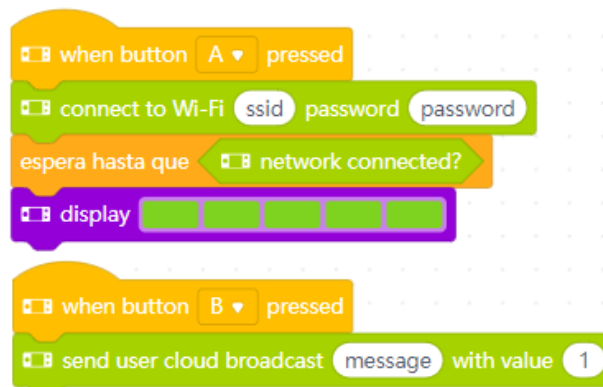 when button A pressed
connect to Wi-Fi ssid password password
espera hasta que network connected?
display
when button B pressed
send user cloud broadcast message with value 1